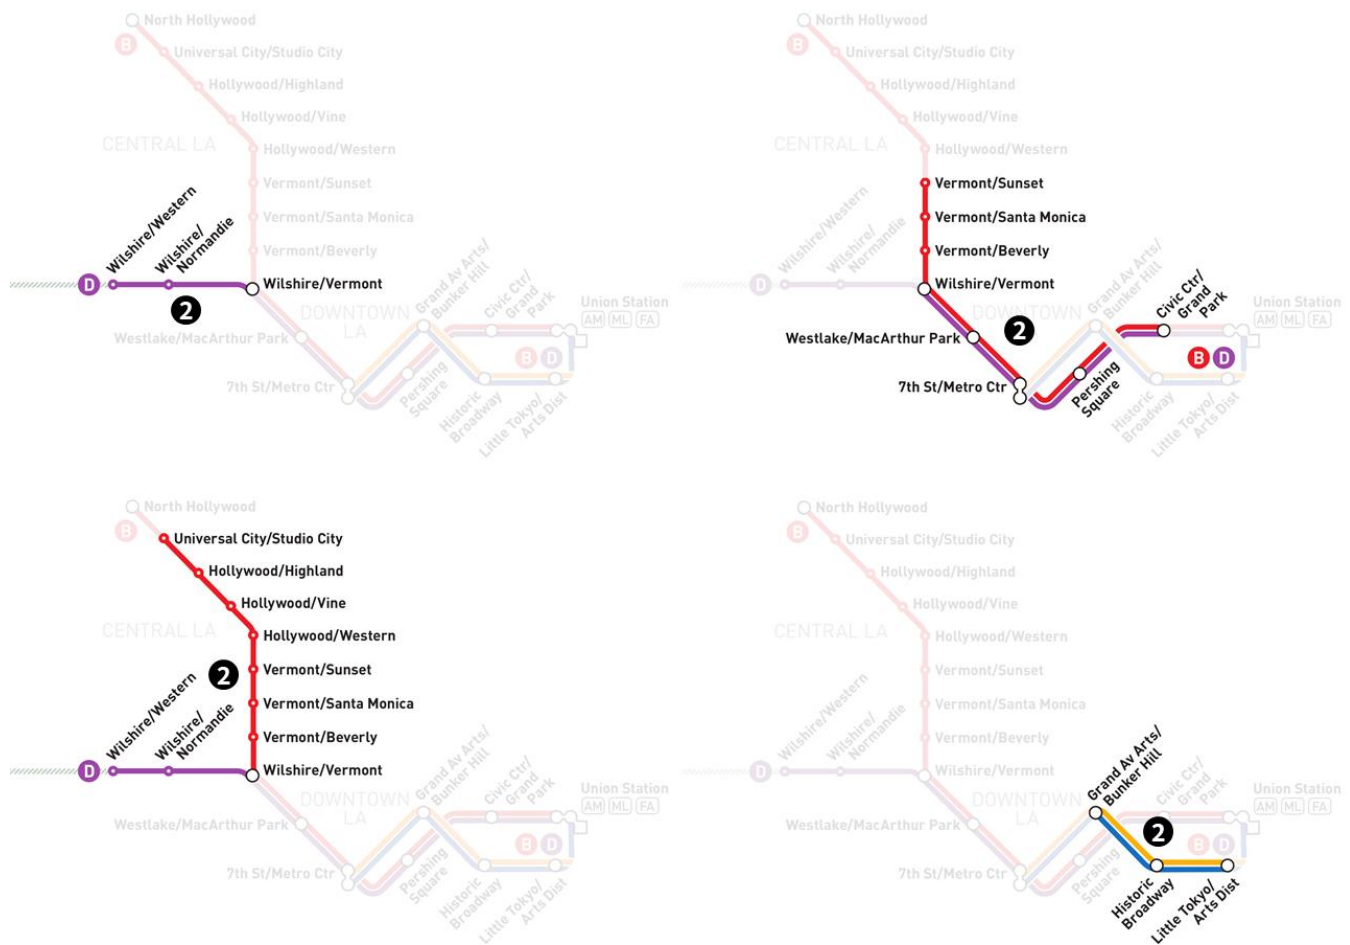 North Hollywood
B
Universal City/Studio City
Hollywood/Highland
Hollywood/Vine
CENTRAL LA
Hollywood/Western
Vermont/Sunset
Vermont/Santa Monica
Vermont/Beverly
Wilshire/Western
Wilshire/
Normandie
D
Wilshire/Vermont
2
Westlake/MacArthur Park
DOWNTOWN
LA
7th St/Metro Ctr
Grand Av Arts/
Bunker Hill
Civic Ctr/
Grand
Park
Union Station
AM ML FA
B D
Pershing
Square
Historic
Broadway
Little Tokyo/
Arts Dist
North Hollywood
B
Universal City/Studio City
Hollywood/Highland
Hollywood/Vine
CENTRAL LA
Hollywood/Western
Vermont/Sunset
Vermont/Santa Monica
Vermont/Beverly
Wilshire/Western
Wilshire/
Normandie
D
Wilshire/Vermont
2
Westlake/MacArthur Park
DOWNTOWN
LA
7th St/Metro Ctr
Grand Av Arts/
Bunker Hill
Civic Ctr/
Grand
Park
Union Station
AM ML FA
B D
Pershing
Square
Historic
Broadway
Little Tokyo/
Arts Dist
North Hollywood
B
Universal City/Studio City
Hollywood/Highland
Hollywood/Vine
CENTRAL LA
Hollywood/Western
2
Vermont/Sunset
Vermont/Santa Monica
Vermont/Beverly
Wilshire/Western
Wilshire/
Normandie
D
Wilshire/Vermont
Westlake/MacArthur Park
DOWNTOWN
LA
7th St/Metro Ctr
Grand Av Arts/
Bunker Hill
Civic Ctr/
Grand
Park
Union Station
AM ML FA
B D
Pershing
Square
Historic
Broadway
Little Tokyo/
Arts Dist
North Hollywood
B
Universal City/Studio City
Hollywood/Highland
Hollywood/Vine
CENTRAL LA
Hollywood/Western
Vermont/Sunset
Vermont/Santa Monica
Vermont/Beverly
Wilshire/Western
Wilshire/
Normandie
D
Wilshire/Vermont
Westlake/MacArthur Park
DOWNTOWN
LA
7th St/Metro Ctr
Grand Av Arts/
Bunker Hill
2
Civic Ctr/
Grand
Park
Union Station
AM ML FA
B D
Pershing
Square
Historic
Broadway
Little Tokyo/
Arts Dist